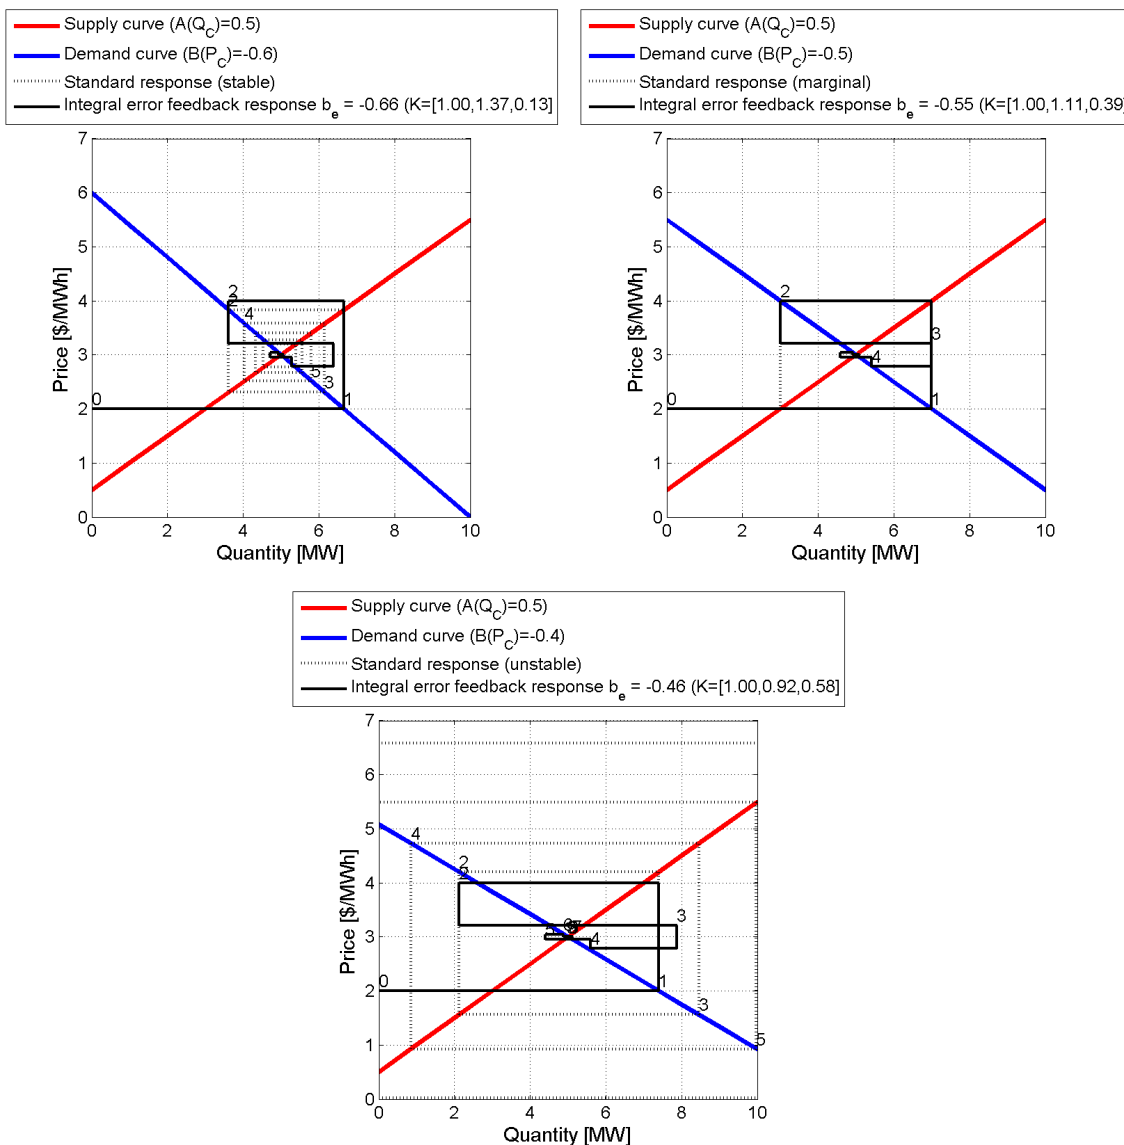 Supply curve (A(Q_C)=0.5)
Demand curve (B(P_C)=-0.6)
Standard response (stable)
Integral error feedback response b_e = -0.66 (K=[1.00,1.37,0.13]
7
6
5
4
3
2
1
0
Price [$/MWh]
0
1
2
2
3
4
5
0 2 4 6 8 10
Quantity [MW]
Supply curve (A(Q_C)=0.5)
Demand curve (B(P_C)=-0.5)
Standard response (marginal)
Integral error feedback response b_e = -0.55 (K=[1.00,1.11,0.39]
7
6
5
4
3
2
1
0
Price [$/MWh]
0
1
2
3
4
0 2 4 6 8 10
Quantity [MW]
Supply curve (A(Q_C)=0.5)
Demand curve (B(P_C)=-0.4)
Standard response (unstable)
Integral error feedback response b_e = -0.46 (K=[1.00,0.92,0.58]
7
6
5
4
3
2
1
0
Price [$/MWh]
4
2
2
3
4
0
1
3
5
0 2 4 6 8 10
Quantity [MW]